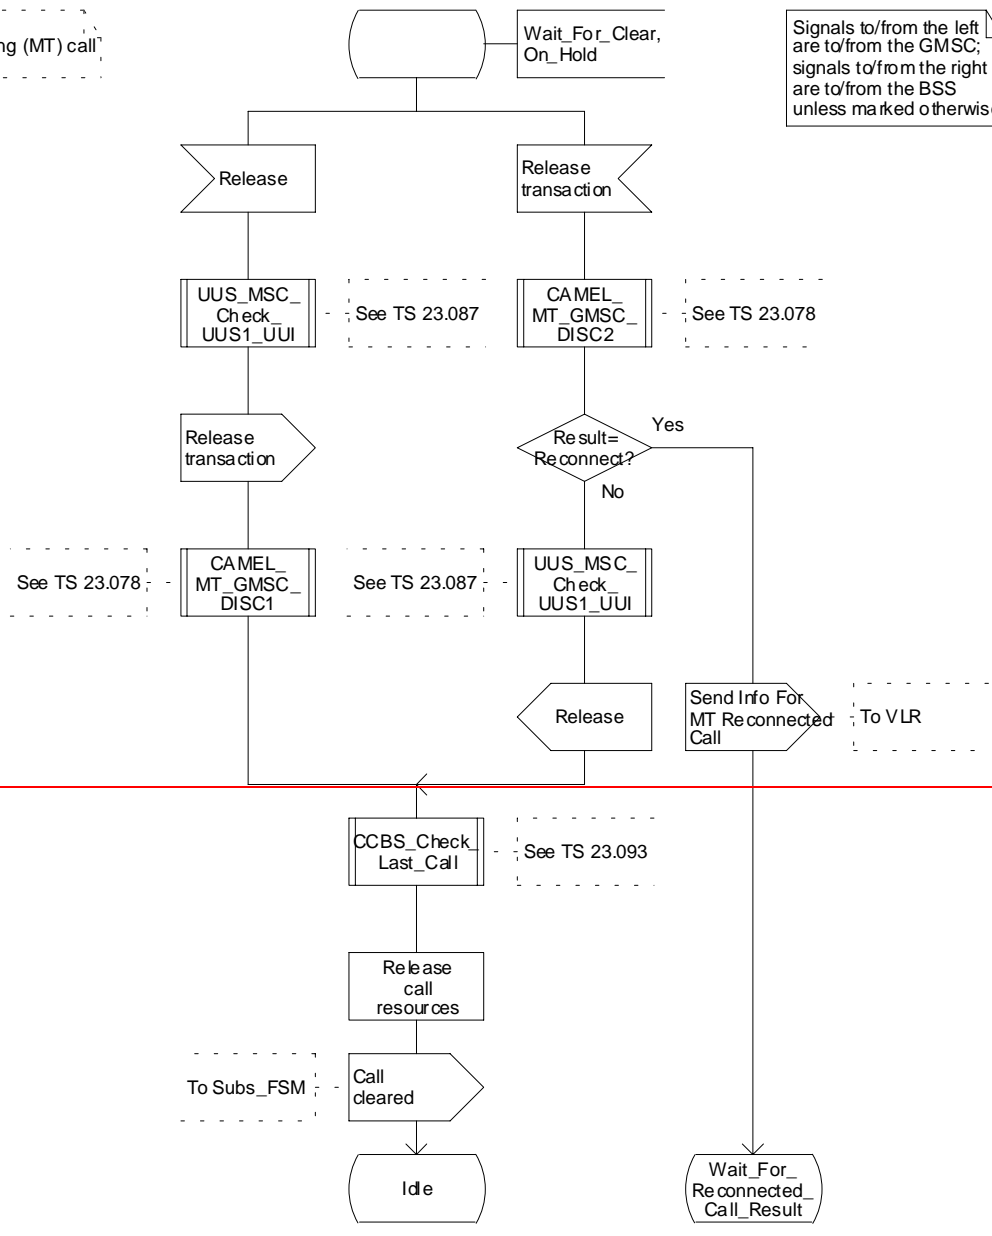 ng (MT) call
Wait_For_Clear,
On_Hold
Signals to/from the left
are to/from the GMSC;
signals to/from the right
are to/from the BSS
unless marked otherwis
Release
Release
transaction
UUS_MSC_
Check_
UUS1_UUI
See TS 23.087
CAMEL_
MT_GMSC_
DISC2
See TS 23.078
Release
transaction
Result=
Reconnect?
Yes
No
See TS 23.078
CAMEL_
MT_GMSC_
DISC1
See TS 23.087
UUS_MSC_
Check_
UUS1_UUI
Release
Send Info For
MT Reconnected
Call
To VLR
CCBS_Check_
Last_Call
See TS 23.093
Release
call
resources
To Subs_FSM
Call
cleared
Idle
Wait_For_
Reconnected_
Call_Result